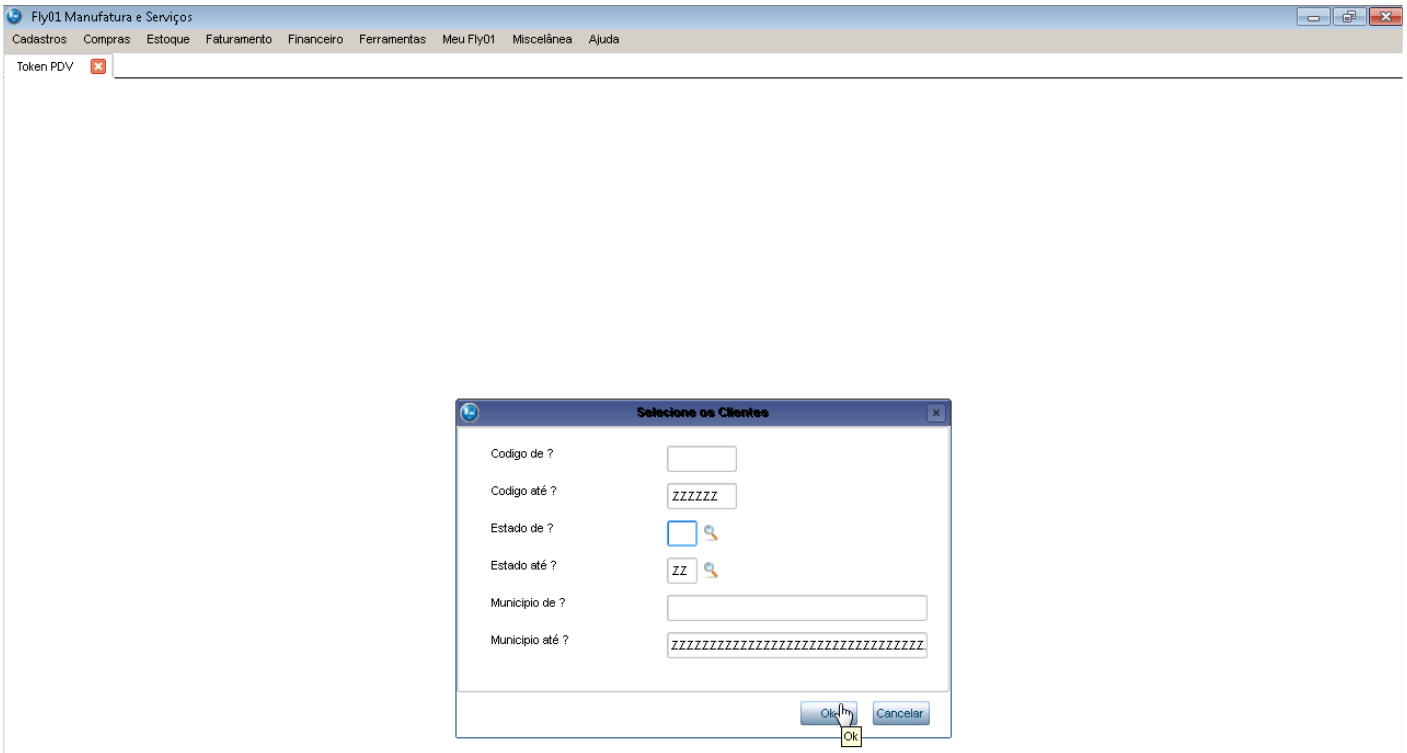 Fly01 Manufatura e Serviços
Cadastros Compras Estoque Faturamento Financeiro Ferramentas Meu Fly01 Miscelânea Ajuda
Token PDV
Selecione os Clientes
Codigo de ?
Codigo até ? ZZZZZZ
Estado de ?
Estado até ? ZZ
Municipio de ?
Municipio até ? ZZZZZZZZZZZZZZZZZZZZZZZZZZZZZZZZZ
Ok Cancelar
Ok